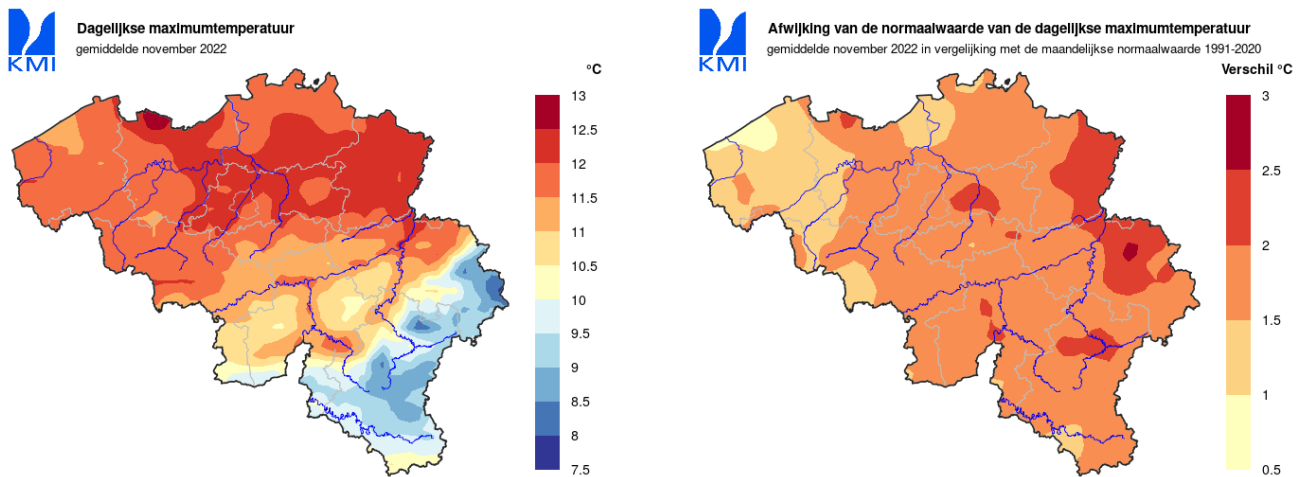 KMI
Dagelijkse maximumtemperatuur
gemiddelde november 2022
°C
13
12.5
12
11.5
11
10.5
10
9.5
9
8.5
8
7.5
KMI
Afwijking van de normaalwaarde van de dagelijkse maximumtemperatuur
gemiddelde november 2022 in vergelijking met de maandelijkse normaalwaarde 1991-2020
Verschil °C
3
2.5
2
1.5
1
0.5